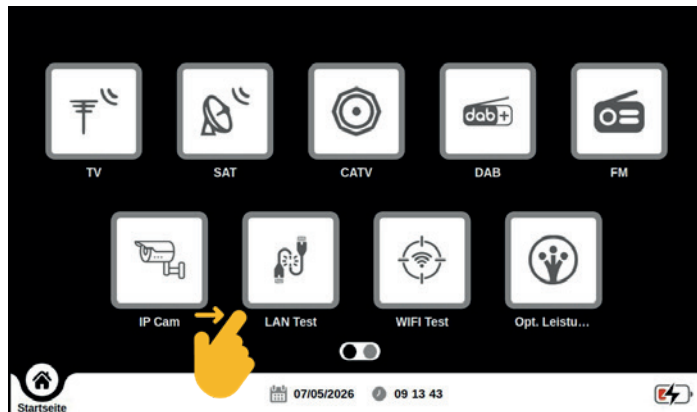 dab+
TV
SAT
CATV
DAB
FM
IP Cam
LAN Test
WIFI Test
Opt. Leistu...
Startseite
07/05/2026
09 13 43